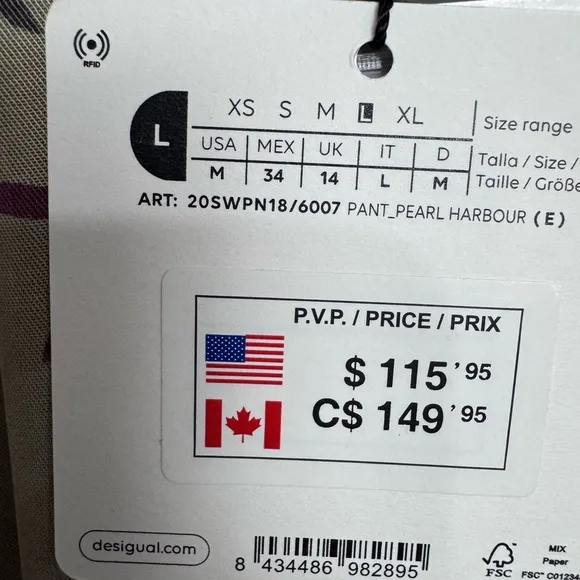 RFID
XS S M L XL Size range
L
USA MEX UK IT D Talla / Size /
M 34 14 L M Taille / Größe
ART: 20SWPN18/6007 PANT_PEARL HARBOUR (E)
P.V.P. / PRICE / PRIX
$ 115'95
C$ 149'95
desigual.com
8 434486 982895
FSC
MIX
Paper